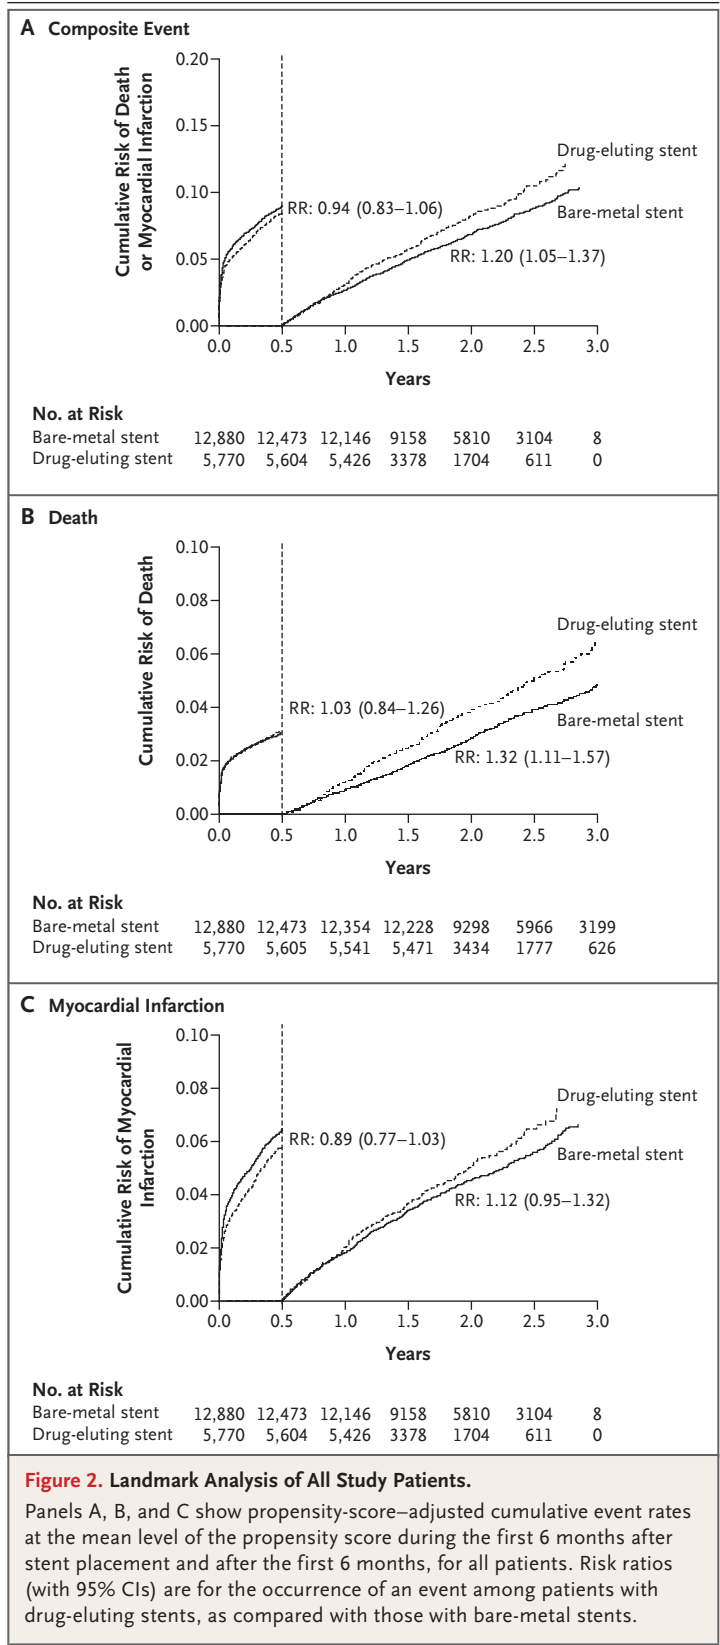 A Composite Event
Cumulative Risk of Death
or Myocardial Infarction
0.20
0.15
0.10
0.05
0.00
Drug-eluting stent
Bare-metal stent
RR: 0.94 (0.83–1.06)
RR: 1.20 (1.05–1.37)
0.0 0.5 1.0 1.5 2.0 2.5 3.0
Years
No. at Risk
Bare-metal stent 12,880 12,473 12,146 9158 5810 3104 8
Drug-eluting stent 5,770 5,604 5,426 3378 1704 611 0
B Death
Cumulative Risk of Death
0.10
0.08
0.06
0.04
0.02
0.00
Drug-eluting stent
RR: 1.03 (0.84–1.26)
Bare-metal stent
RR: 1.32 (1.11–1.57)
0.0 0.5 1.0 1.5 2.0 2.5 3.0
Years
No. at Risk
Bare-metal stent 12,880 12,473 12,354 12,228 9298 5966 3199
Drug-eluting stent 5,770 5,605 5,541 5,471 3434 1777 626
C Myocardial Infarction
Cumulative Risk of Myocardial
Infarction
0.10
0.08
0.06
0.04
0.02
0.00
Drug-eluting stent
RR: 0.89 (0.77–1.03)
Bare-metal stent
RR: 1.12 (0.95–1.32)
0.0 0.5 1.0 1.5 2.0 2.5 3.0
Years
No. at Risk
Bare-metal stent 12,880 12,473 12,146 9158 5810 3104 8
Drug-eluting stent 5,770 5,604 5,426 3378 1704 611 0
Figure 2. Landmark Analysis of All Study Patients.
Panels A, B, and C show propensity-score–adjusted cumulative event rates
at the mean level of the propensity score during the first 6 months after
stent placement and after the first 6 months, for all patients. Risk ratios
(with 95% CIs) are for the occurrence of an event among patients with
drug-eluting stents, as compared with those with bare-metal stents.